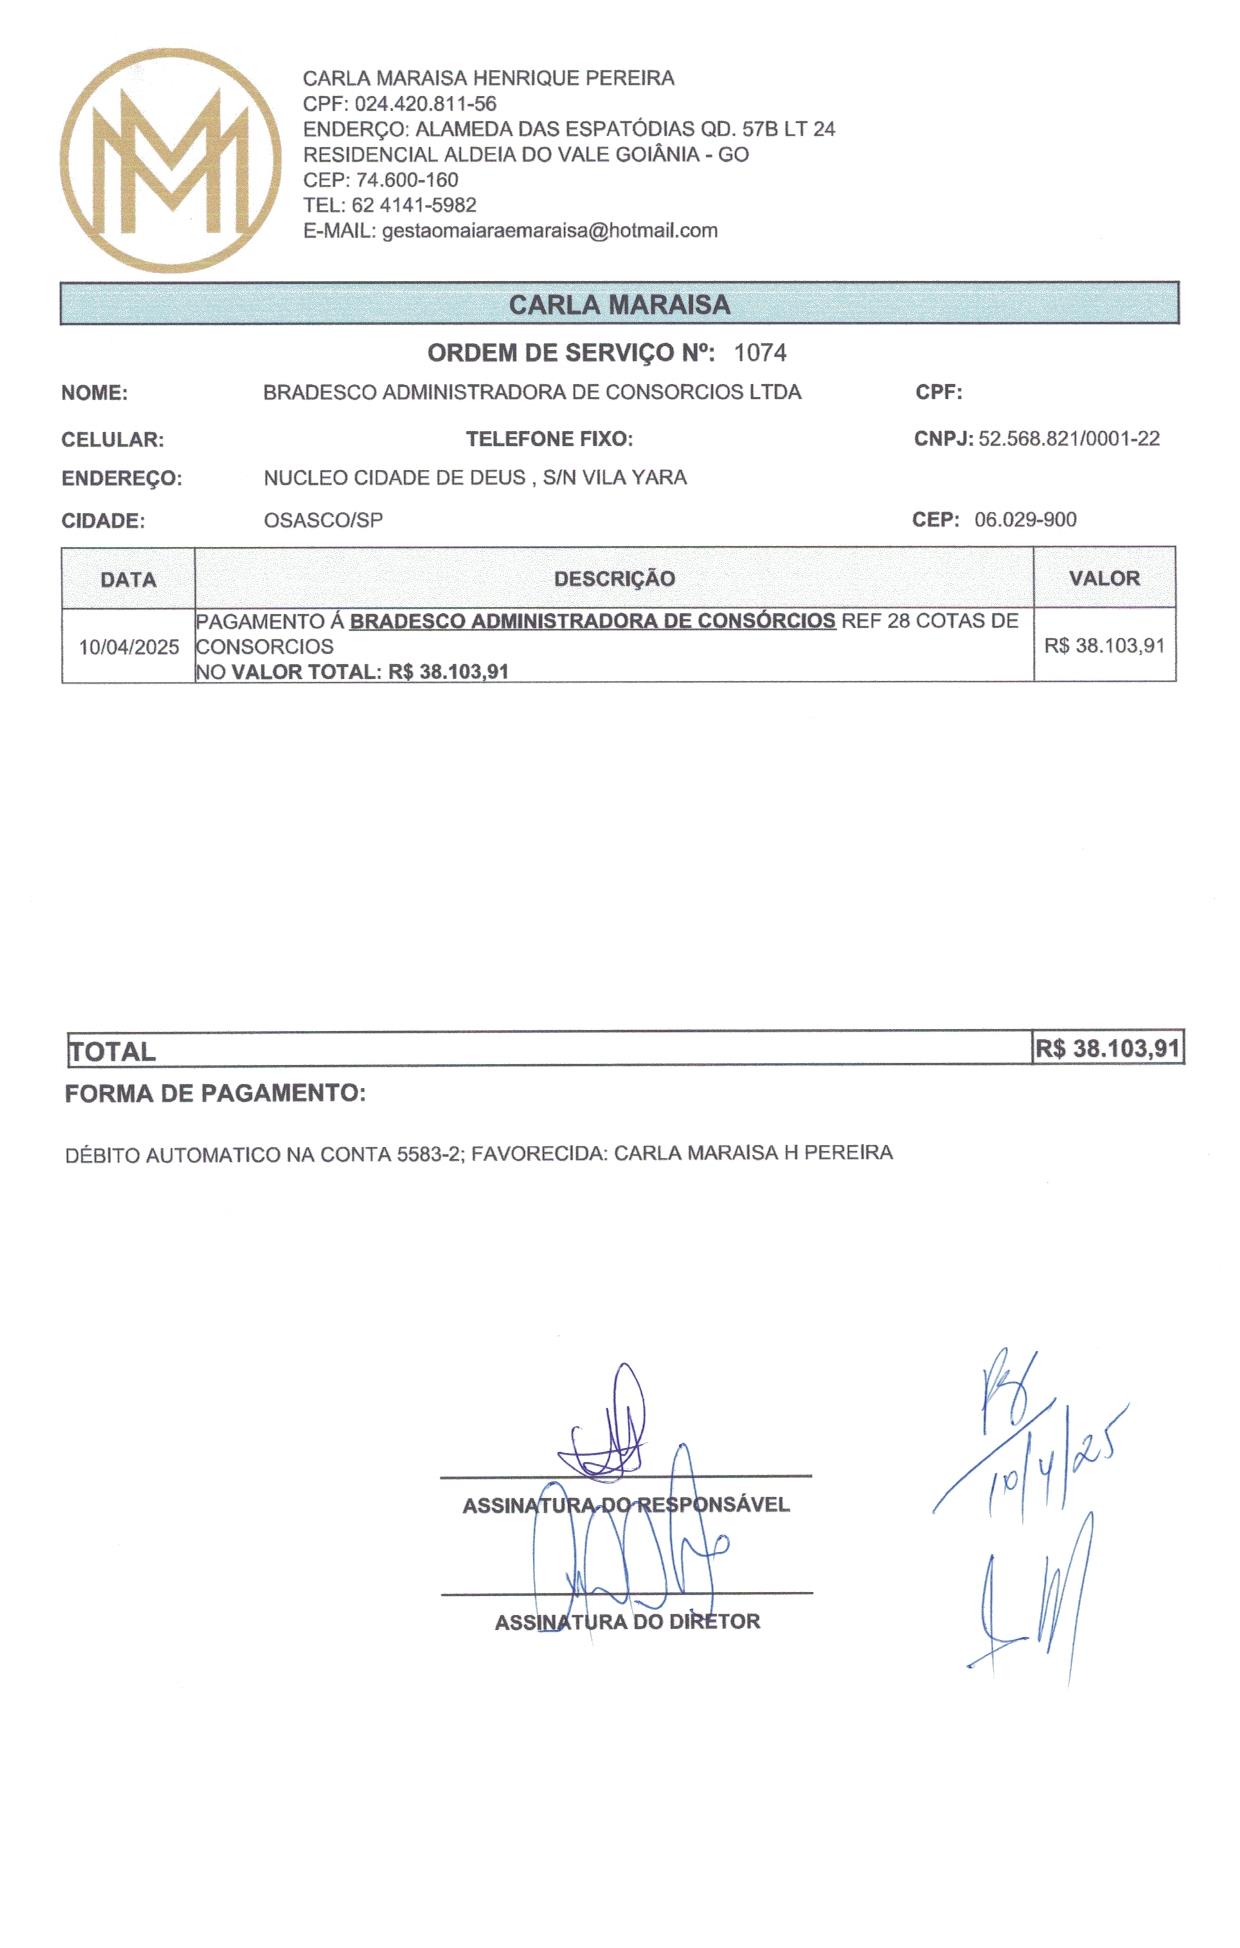 CARLA MARAISA HENRIQUE PEREIRA
CPF: 024.420.811-56
ENDERÇO: ALAMEDA DAS ESPATÓDIAS QD. 57B LT 24
RESIDENCIAL ALDEIA DO VALE GOIÂNIA - GO
CEP: 74.600-160
TEL: 62 4141-5982
E-MAIL: gestaomaiaraemaraisa@hotmail.com
CARLA MARAISA
ORDEM DE SERVIÇO Nº: 1074
NOME: BRADESCO ADMINISTRADORA DE CONSORCIOS LTDA CPF:
CELULAR: TELEFONE FIXO: CNPJ: 52.568.821/0001-22
ENDEREÇO: NUCLEO CIDADE DE DEUS , S/N VILA YARA
CIDADE: OSASCO/SP CEP: 06.029-900
DATA DESCRIÇÃO VALOR
PAGAMENTO Á BRADESCO ADMINISTRADORA DE CONSÓRCIOS REF 28 COTAS DE
10/04/2025 CONSORCIOS R$ 38.103,91
NO VALOR TOTAL: R$ 38.103,91
TOTAL R$ 38.103,91
FORMA DE PAGAMENTO:
DÉBITO AUTOMATICO NA CONTA 5583-2; FAVORECIDA: CARLA MARAISA H PEREIRA
10/4/25
ASSINATURA DO RESPONSÁVEL
ASSINATURA DO DIRETOR